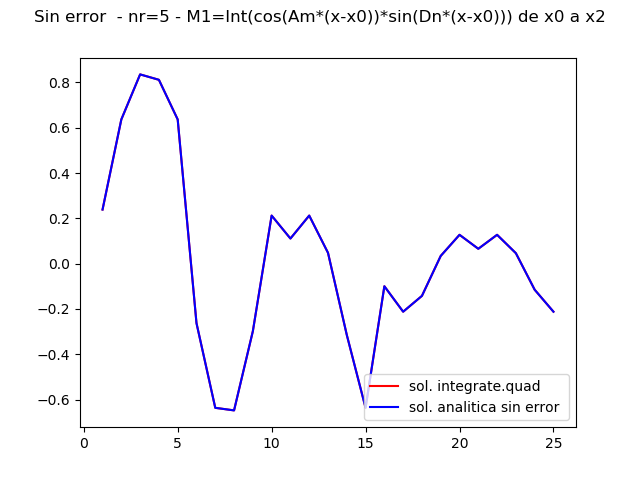 Sin error  - nr=5 - M1=Int(cos(Am*(x-x0))*sin(Dn*(x-x0))) de x0 a x2
0.8
0.6
0.4
0.2
0.0
−0.2
−0.4
−0.6
sol. integrate.quad
sol. analitica sin error
0 5 10 15 20 25